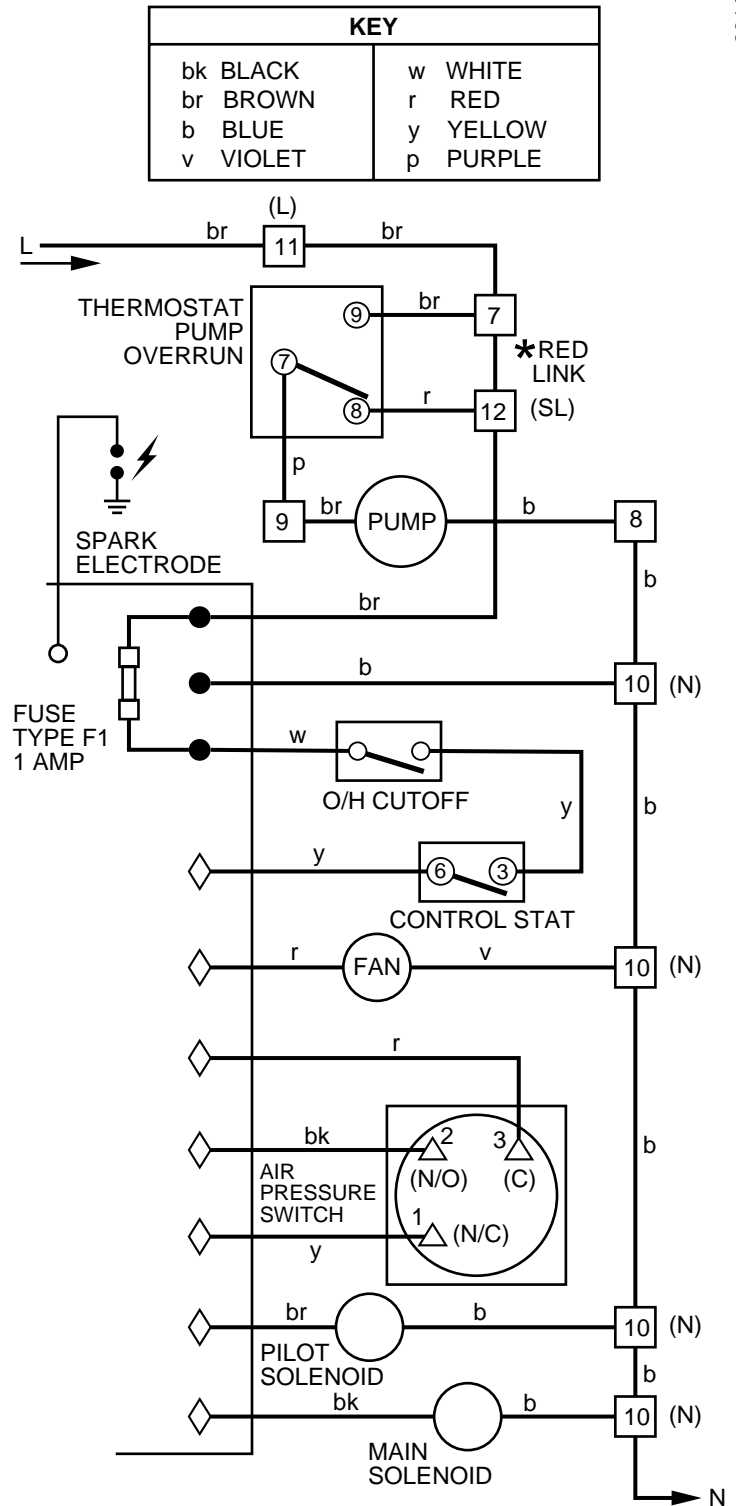 KEY
bk BLACK
br BROWN
b BLUE
v VIOLET
w WHITE
r RED
y YELLOW
p PURPLE
(L)
L br 11 br
THERMOSTAT
PUMP
OVERRUN
9 br 7
7
*RED
LINK
8 r 12 (SL)
p
9 br PUMP b 8
SPARK
ELECTRODE
b
br
b 10 (N)
FUSE
TYPE F1
1 AMP
w
O/H CUTOFF
y
b
y 6 3
CONTROL STAT
r FAN v 10 (N)
r
bk 2 3
(N/O) (C)
b
AIR
PRESSURE
SWITCH
1 (N/C)
y
br b 10 (N)
PILOT
SOLENOID
b
bk b 10 (N)
MAIN
SOLENOID
N